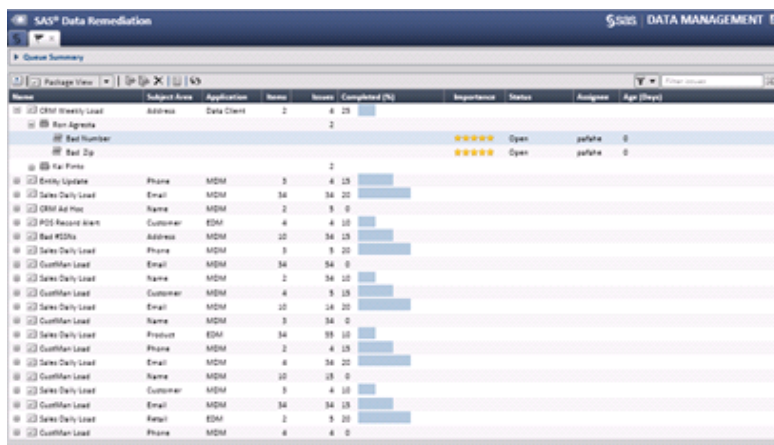 SAS® Data Remediation
sas DATA MANAGEMENT
Queue Summary
Package View
Filter issues
Name Subject Area Application Items Issues Completed (%) Importance Status Assignee Age (Days)
CRM Weekly Load Address Data Client 2 4 25
Ron Agresta 2
Bad Number Open 0
Bad Zip Open 0
Kai Pinto 2
Entity Update Phone MDM 3 4 15
Sales Daily Load Email MDM 34 34 20
CRM Ad Hoc Name MDM 2 5 0
POS Record Alert Customer EDM 4 4 10
Bad #SSNs Address MDM 10 34 15
Sales Daily Load Phone MDM 3 5 20
CustMan Load Email MDM 34 54 0
CustMan Load Name MDM 2 34 10
CustMan Load Customer MDM 4 5 15
Sales Daily Load Email MDM 10 14 20
CustMan Load Name MDM 3 34 0
Sales Daily Load Product EDM 34 55 10
CustMan Load Phone MDM 2 4 15
Sales Daily Load Email MDM 4 34 20
CustMan Load Name MDM 10 15 0
Sales Daily Load Customer MDM 3 4 10
CustMan Load Email MDM 34 34 15
Sales Daily Load Retail EDM 2 5 20
CustMan Load Phone MDM 4 4 0